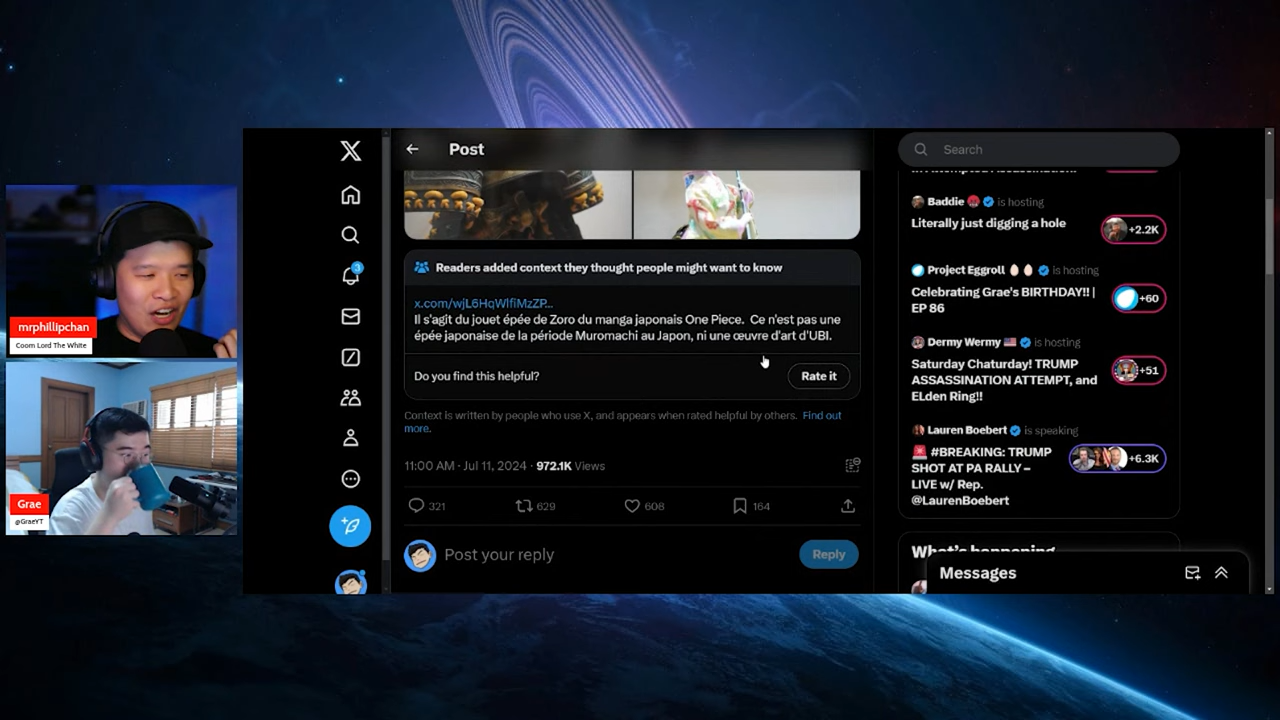 mrphillipchan
Coom Lord The White
Grae
@GraeYT
X
3
Post
Readers added context they thought people might want to know
x.com/wjL6HqWlfiMzZP…
Il s'agit du jouet épée de Zoro du manga japonais One Piece. Ce n'est pas une
épée japonaise de la période Muromachi au Japon, ni une œuvre d'art d'UBI.
Do you find this helpful?
Rate it
Context is written by people who use X, and appears when rated helpful by others. Find out
more.
11:00 AM · Jul 11, 2024 · 972.1K Views
321
629
608
164
Post your reply
Reply
Search
Baddie is hosting
Literally just digging a hole
+2.2K
Project Eggroll is hosting
Celebrating Grae's BIRTHDAY!! |
EP 86
+60
Dermy Wermy is hosting
Saturday Chaturday! TRUMP
ASSASSINATION ATTEMPT, and
ELden Ring!!
+51
Lauren Boebert is speaking
#BREAKING: TRUMP
SHOT AT PA RALLY –
LIVE w/ Rep.
@LaurenBoebert
+6.3K
What's happening
Messages